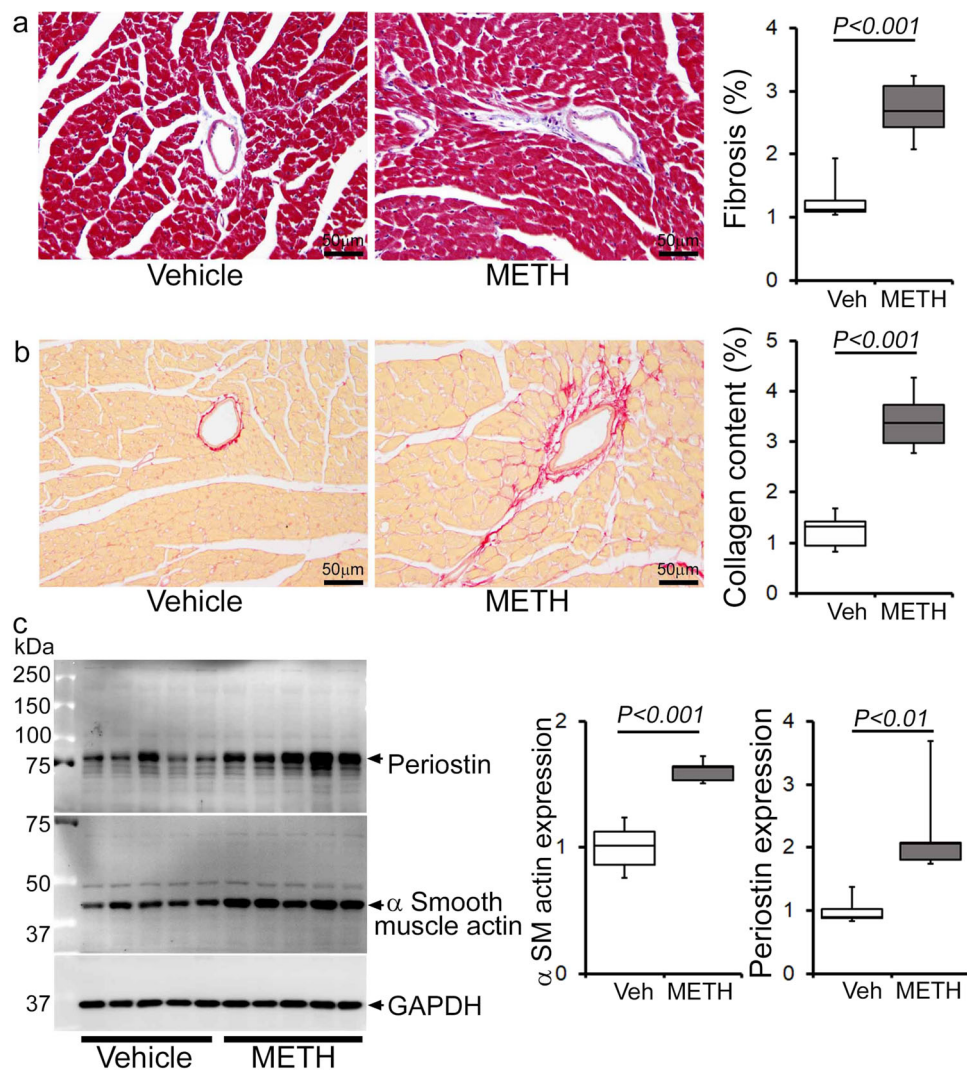 a
50μm
Vehicle
50μm
METH
Fibrosis (%)
P<0.001
4
3
2
1
0
Veh METH
b
50μm
Vehicle
50μm
METH
Collagen content (%)
P<0.001
5
4
3
2
1
0
Veh METH
c
kDa
250
150
100
75
Periostin
75
50
37
α Smooth
muscle actin
37
GAPDH
Vehicle
METH
α SM actin expression
P<0.001
2
1
0
Veh METH
Periostin expression
P<0.01
4
3
2
1
0
Veh METH